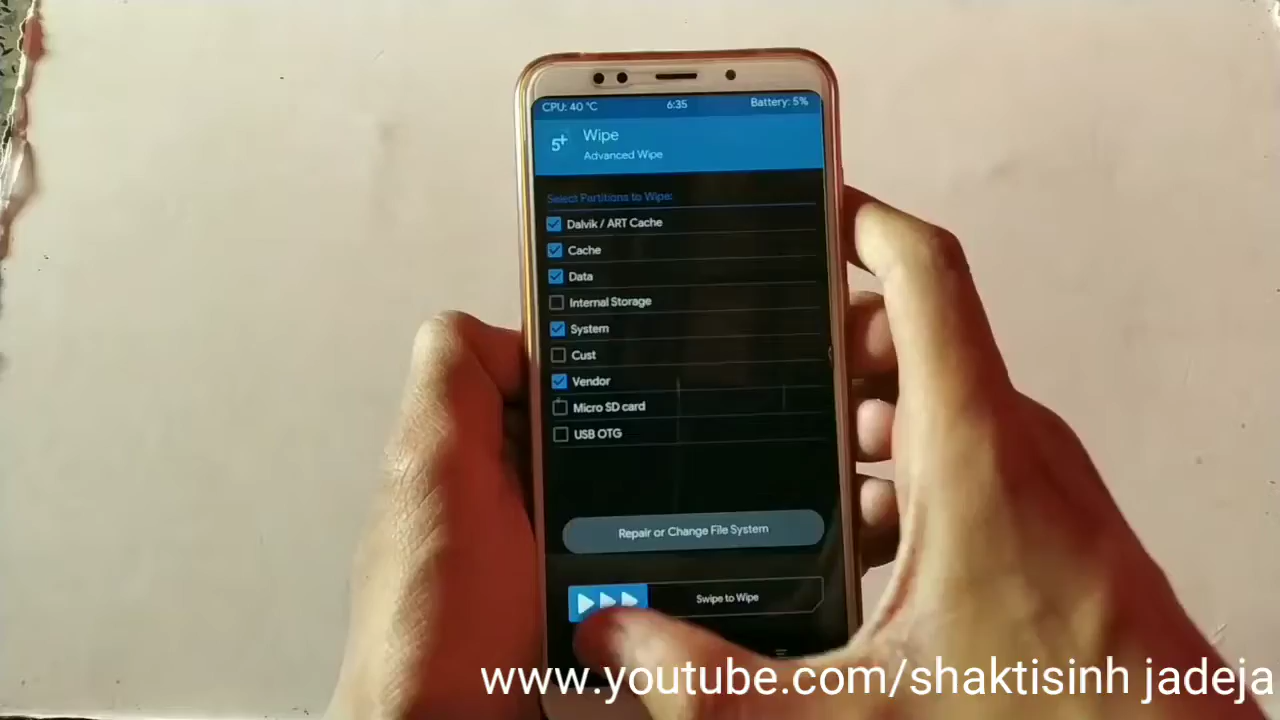 CPU: 40 °C 6:35 Battery: 5%
5+ Wipe
Advanced Wipe
Select Partitions to Wipe:
Dalvik / ART Cache
Cache
Data
Internal Storage
System
Cust
Vendor
Micro SD card
USB OTG
Repair or Change File System
Swipe to Wipe
www.youtube.com/shaktisinh jadeja